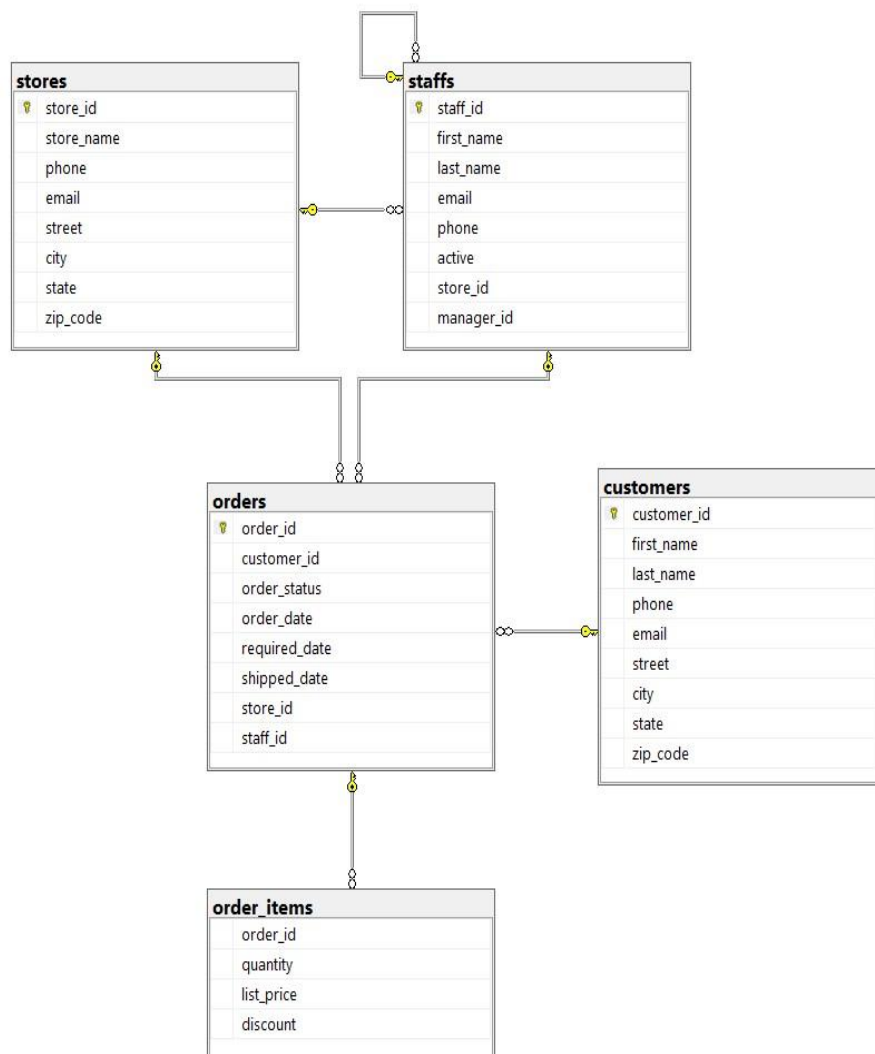 stores
store_id
store_name
phone
email
street
city
state
zip_code
staffs
staff_id
first_name
last_name
email
phone
active
store_id
manager_id
orders
order_id
customer_id
order_status
order_date
required_date
shipped_date
store_id
staff_id
customers
customer_id
first_name
last_name
phone
email
street
city
state
zip_code
order_items
order_id
quantity
list_price
discount